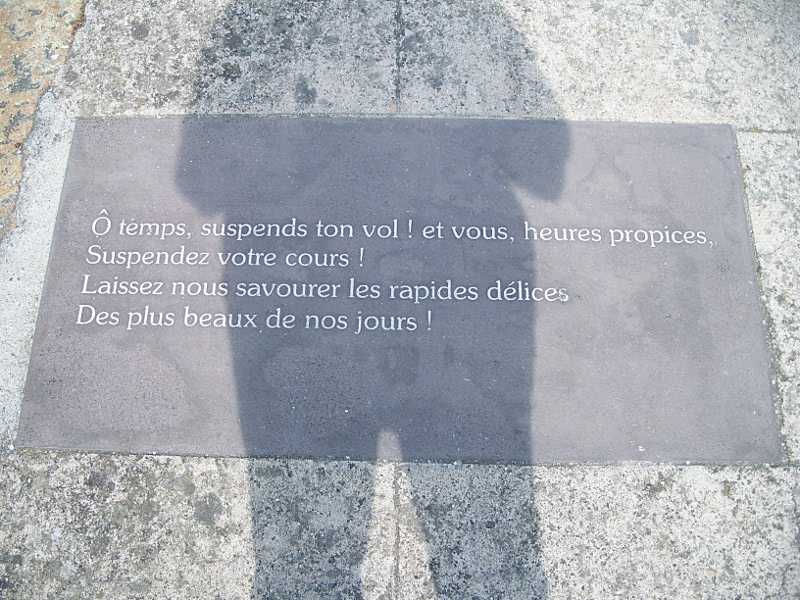 Ô temps, suspends ton vol ! et vous, heures propices,
Suspendez votre cours !
Laissez nous savourer les rapides délices
Des plus beaux de nos jours !